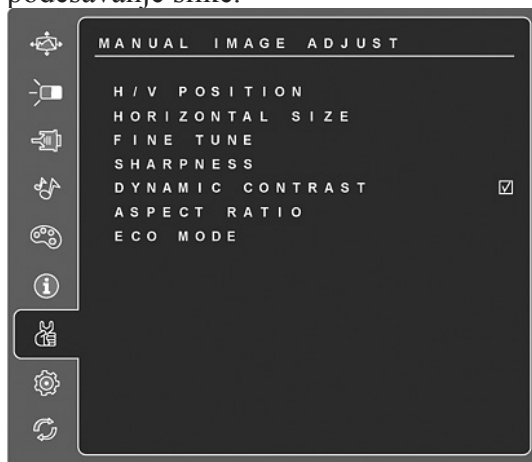 podešavanje slike.
MANUAL IMAGE ADJUST
H/V POSITION
HORIZONTAL SIZE
FINE TUNE
SHARPNESS
DYNAMIC CONTRAST
ASPECT RATIO
ECO MODE